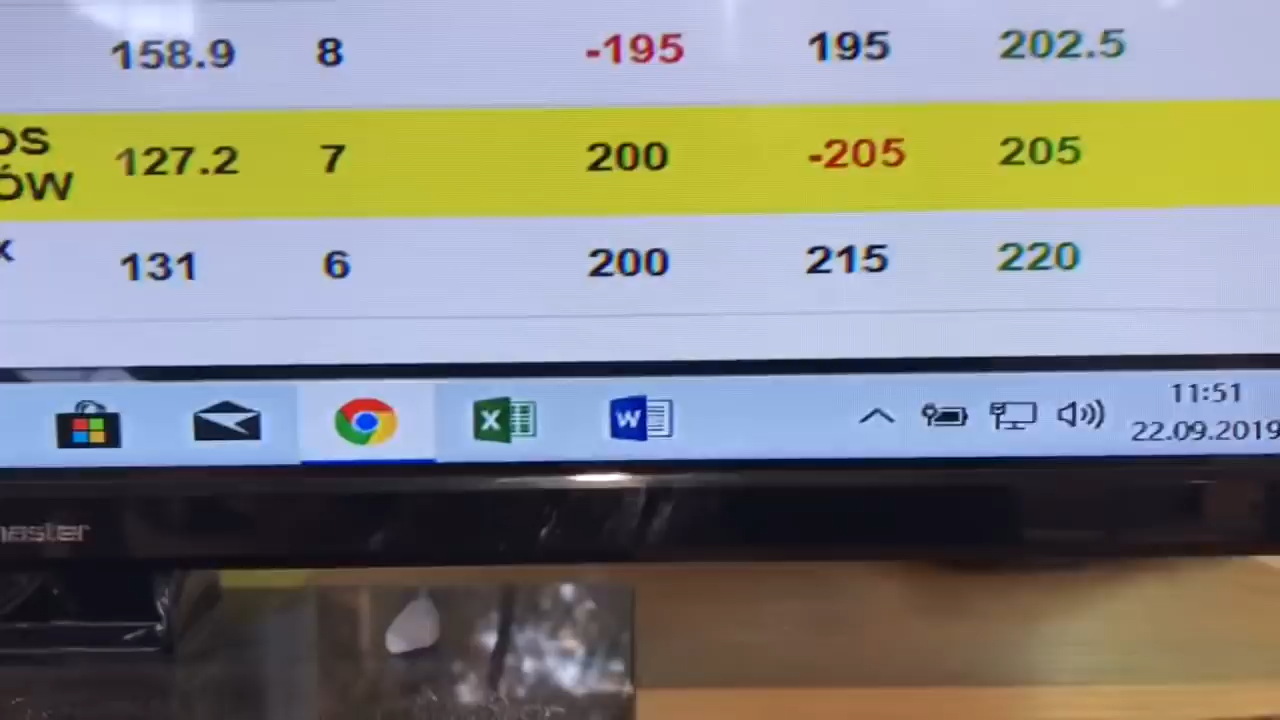 158.9 8 -195 195 202.5
OS
ÓW 127.2 7 200 -205 205
x
131 6 200 215 220
11:51
22.09.2019
master